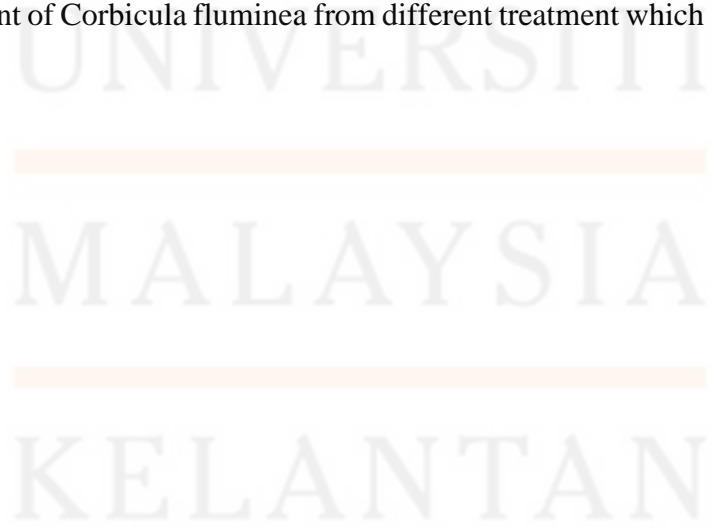 nt of Corbicula fluminea from different treatment which
UNIVERSITI
MALAYSIA
KELANTAN